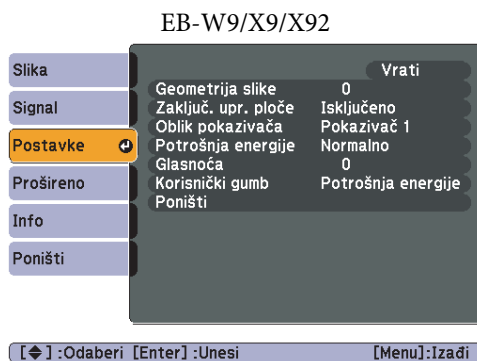 EB-W9/X9/X92
Slika
Signal
Postavke
Prošireno
Info
Poništi
Vrati
Geometrija slike 0
Zaključ. upr. ploče Isključeno
Oblik pokazivača Pokazivač 1
Potrošnja energije Normalno
Glasnoća 0
Korisnički gumb Potrošnja energije
Poništi
[◆] :Odaberi [Enter] :Unesi [Menu]:Izađi